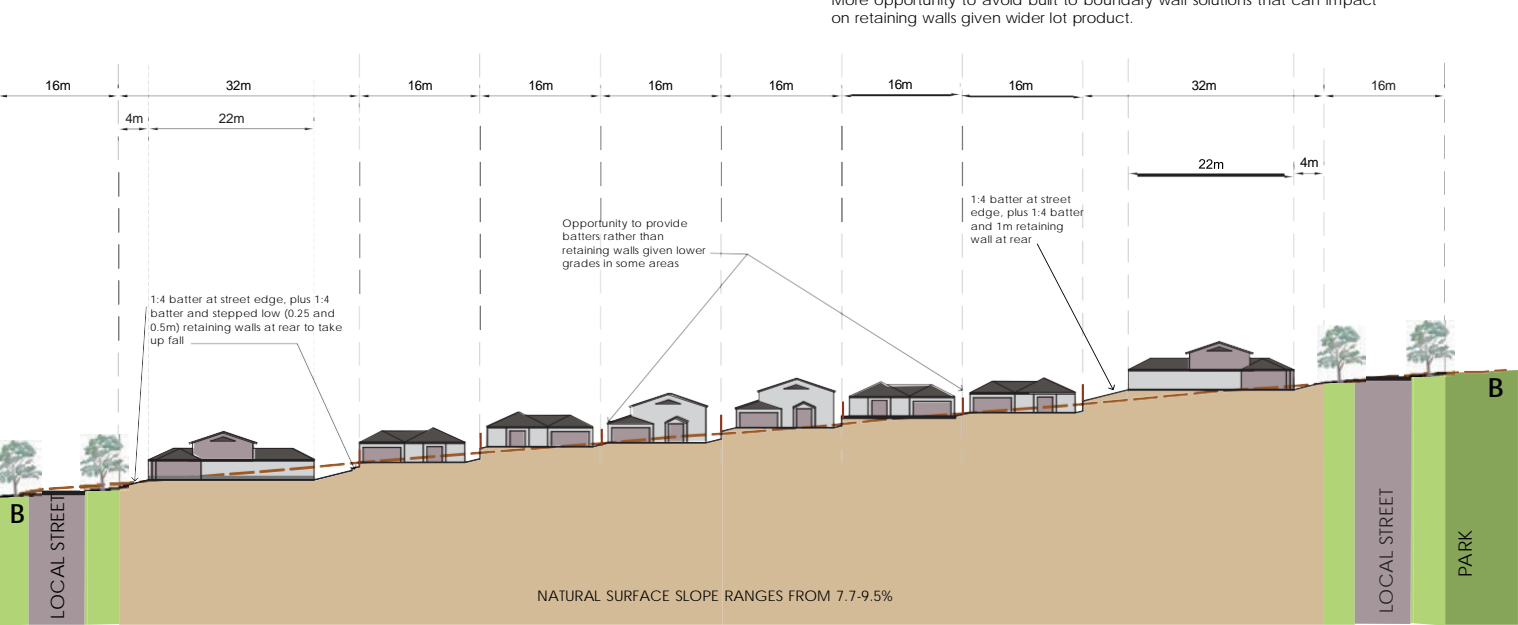 More opportunity to avoid built to boundary wall solutions that can impact
on retaining walls given wider lot product.
16m
32m
16m
16m
16m
16m
16m
16m
32m
16m
4m
22m
22m
4m
1:4 batter at street
edge, plus 1:4 batter
and 1m retaining
wall at rear
Opportunity to provide
batters rather than
retaining walls given lower
grades in some areas
1:4 batter at street edge, plus 1:4
batter and stepped low (0.25 and
0.5m) retaining walls at rear to take
up fall
B
B
LOCAL STREET
LOCAL STREET
PARK
NATURAL SURFACE SLOPE RANGES FROM 7.7-9.5%